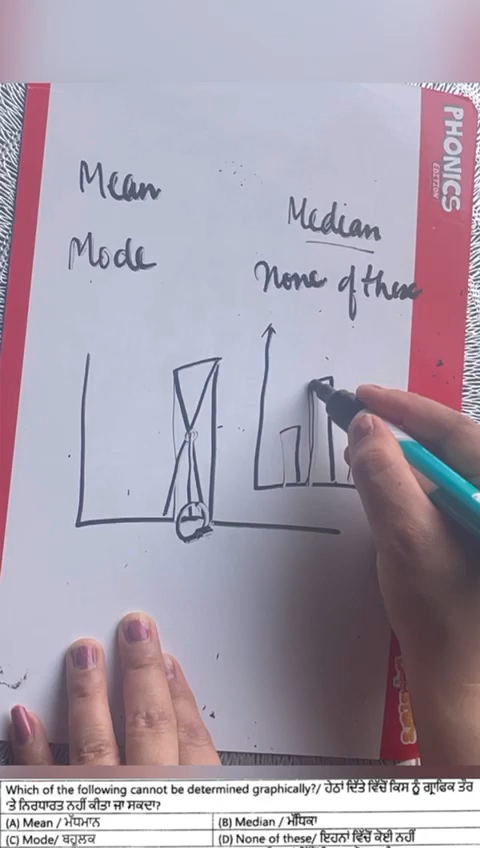 PHONICS
EDITION
Mean
Median
Mode
None of these
Which of the following cannot be determined graphically?/ ਹੇਠਾਂ ਦਿੱਤੇ ਵਿੱਚੋਂ ਕਿਸ ਨੂੰ ਗ੍ਰਾਫਿਕ ਤੌਰ
'ਤੇ ਨਿਰਧਾਰਤ ਨਹੀਂ ਕੀਤਾ ਜਾ ਸਕਦਾ?
(A) Mean / ਮੱਧਮਾਨ (B) Median / ਮੱਧਿਕਾ
(C) Mode/ ਬਹੁਲਕ (D) None of these/ ਇਹਨਾਂ ਵਿੱਚੋਂ ਕੋਈ ਨਹੀਂ